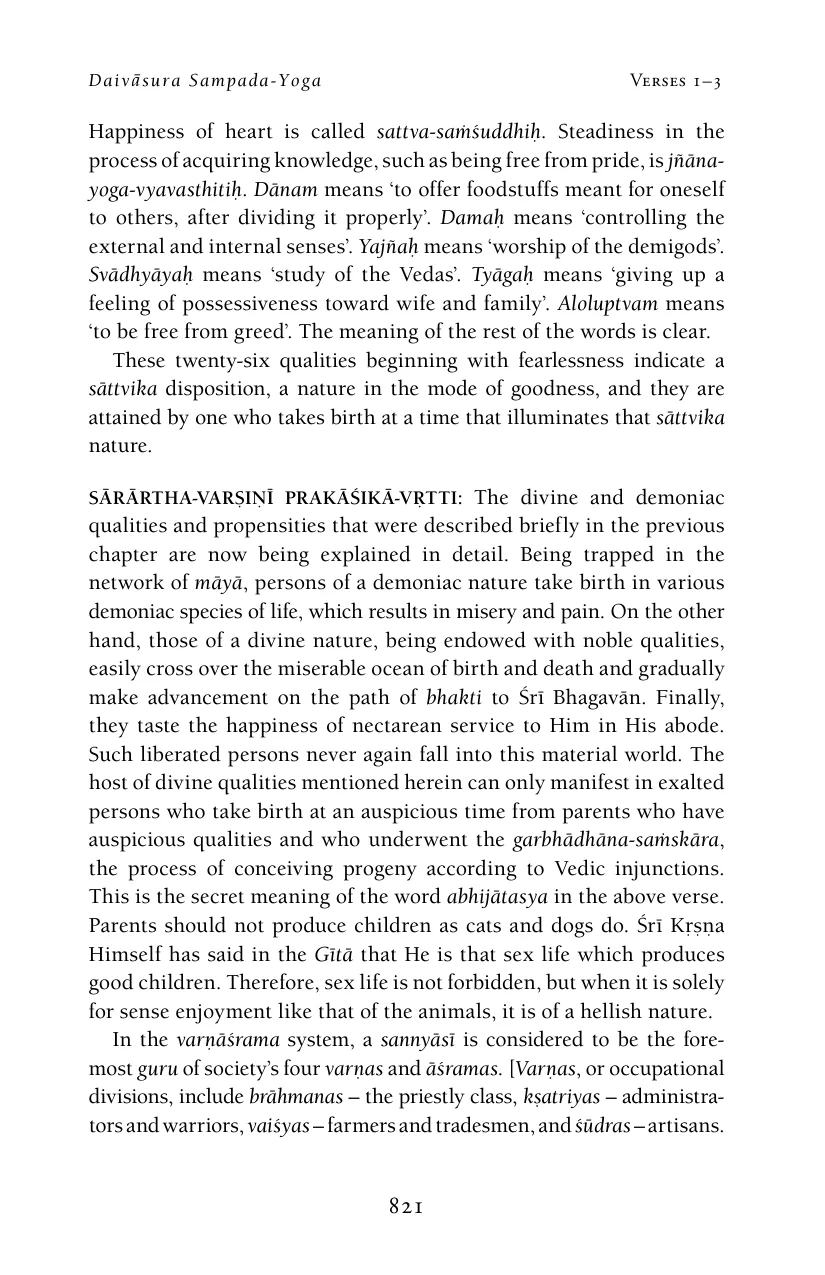 Daivāsura Sampada-Yoga Verses 1–3
Happiness of heart is called sattva-saṁśuddhiḥ. Steadiness in the
process of acquiring knowledge, such as being free from pride, is jñāna-
yoga-vyavasthitiḥ. Dānam means ‘to offer foodstuffs meant for oneself
to others, after dividing it properly’. Damaḥ means ‘controlling the
external and internal senses’. Yajñaḥ means ‘worship of the demigods’.
Svādhyāyaḥ means ‘study of the Vedas’. Tyāgaḥ means ‘giving up a
feeling of possessiveness toward wife and family’. Aloluptvam means
‘to be free from greed’. The meaning of the rest of the words is clear.
These twenty-six qualities beginning with fearlessness indicate a
sāttvika disposition, a nature in the mode of goodness, and they are
attained by one who takes birth at a time that illuminates that sāttvika
nature.
SĀRĀRTHA-VARṢIṆĪ PRAKĀŚIKĀ-VṚTTI: The divine and demoniac
qualities and propensities that were described briefly in the previous
chapter are now being explained in detail. Being trapped in the
network of māyā, persons of a demoniac nature take birth in various
demoniac species of life, which results in misery and pain. On the other
hand, those of a divine nature, being endowed with noble qualities,
easily cross over the miserable ocean of birth and death and gradually
make advancement on the path of bhakti to Śrī Bhagavān. Finally,
they taste the happiness of nectarean service to Him in His abode.
Such liberated persons never again fall into this material world. The
host of divine qualities mentioned herein can only manifest in exalted
persons who take birth at an auspicious time from parents who have
auspicious qualities and who underwent the garbhādhāna-saṁskāra,
the process of conceiving progeny according to Vedic injunctions.
This is the secret meaning of the word abhijātasya in the above verse.
Parents should not produce children as cats and dogs do. Śrī Kṛṣṇa
Himself has said in the Gītā that He is that sex life which produces
good children. Therefore, sex life is not forbidden, but when it is solely
for sense enjoyment like that of the animals, it is of a hellish nature.
In the varṇāśrama system, a sannyāsī is considered to be the fore-
most guru of society’s four varṇas and āśramas. [Varṇas, or occupational
divisions, include brāhmanas – the priestly class, kṣatriyas – administra-
tors and warriors, vaiśyas – farmers and tradesmen, and śūdras – artisans.
821